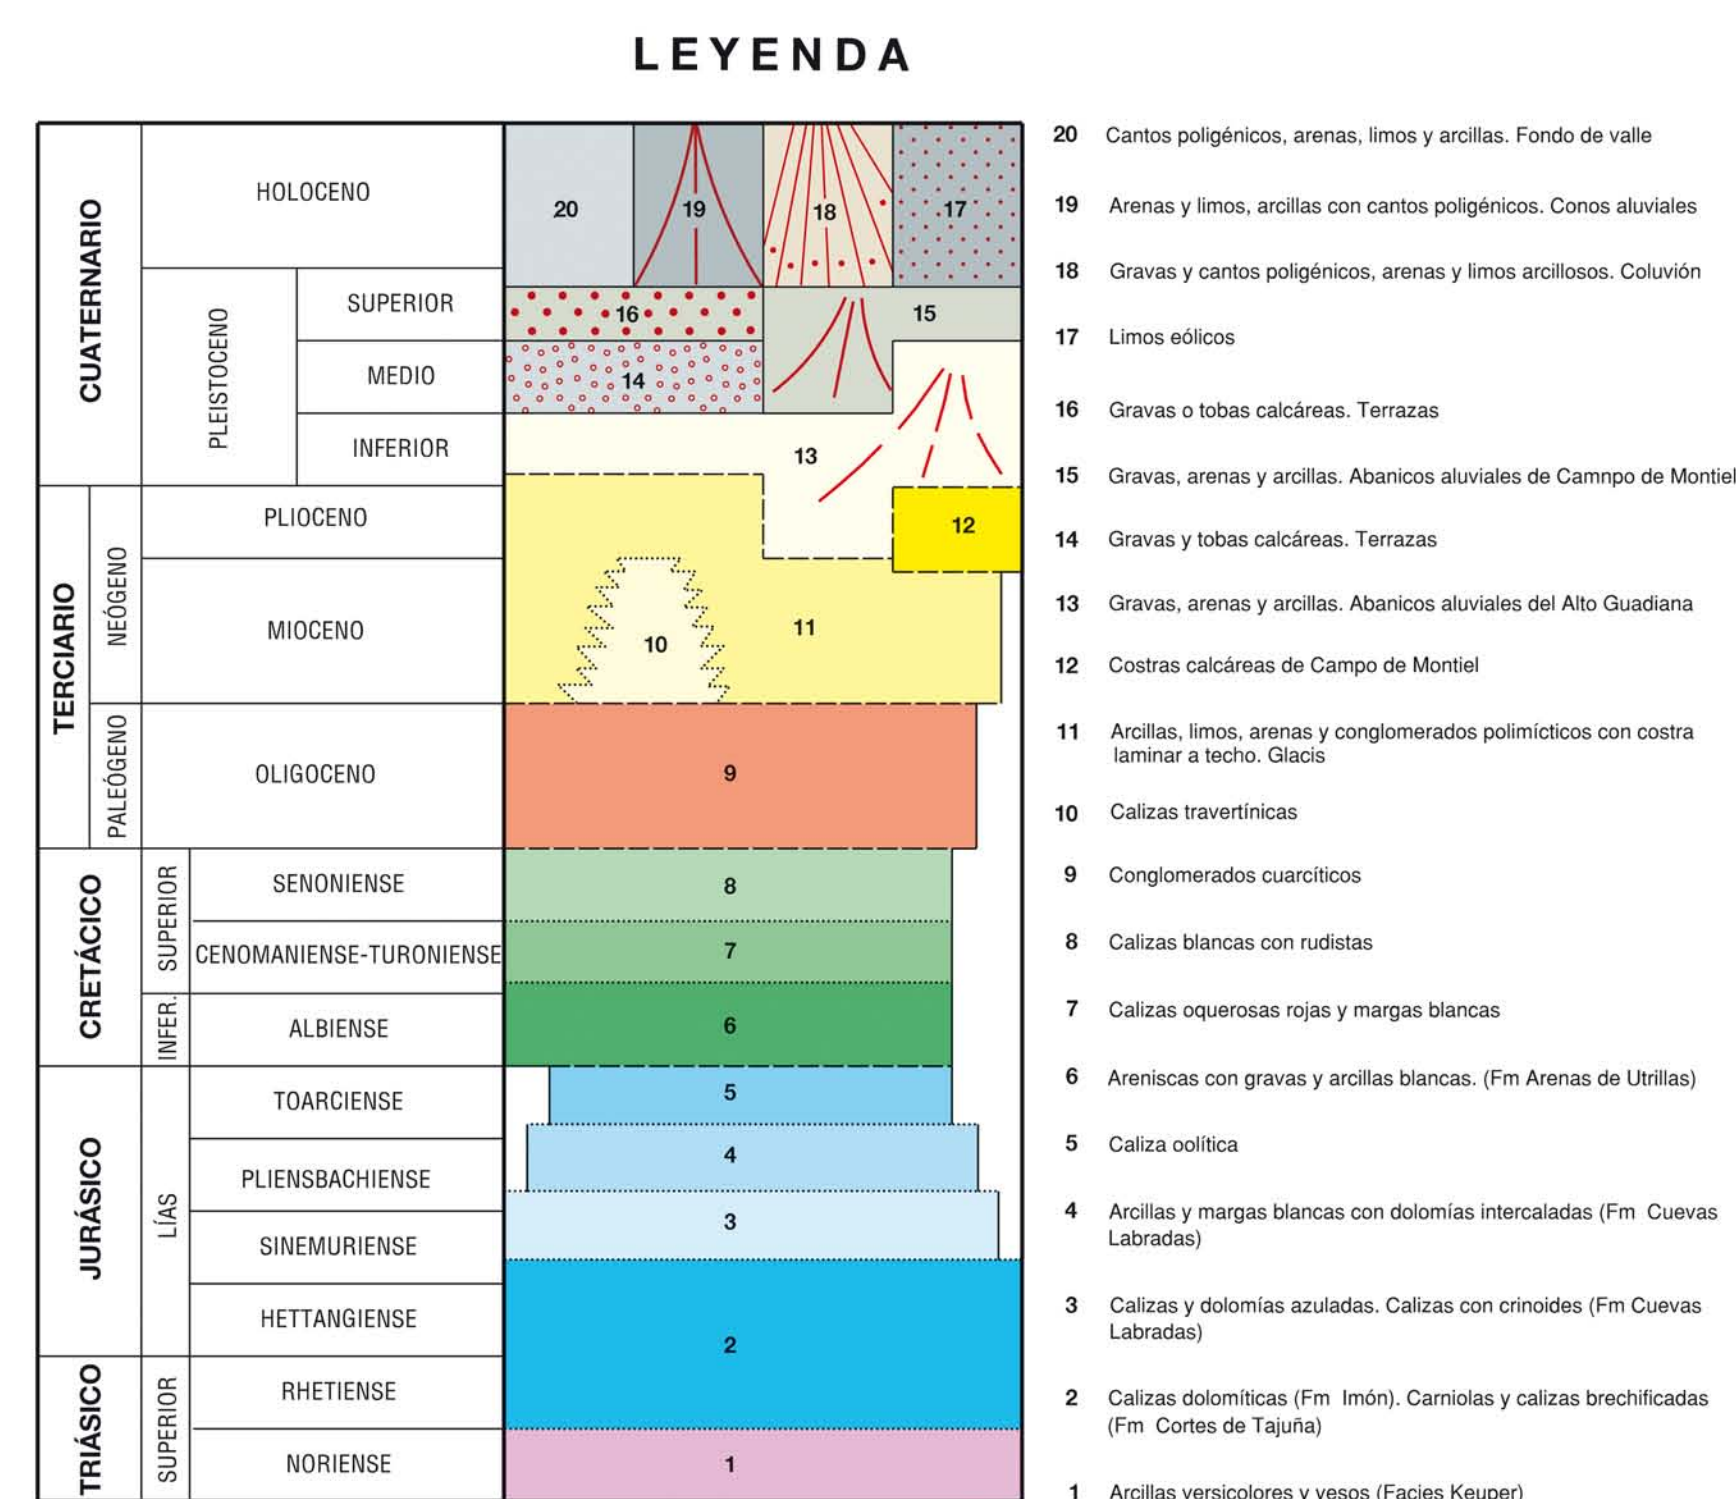 LEYENDA
CUATERNARIO
HOLOCENO
PLEISTOCENO
SUPERIOR
MEDIO
INFERIOR
TERCIARIO
NEÓGENO
PLIOCENO
MIOCENO
PALEÓGENO
OLIGOCENO
CRETÁCICO
SUPERIOR
SENONIENSE
CENOMANIENSE-TURONIENSE
INFER.
ALBIENSE
JURÁSICO
LÍAS
TOARCIENSE
PLIENSBACHIENSE
SINEMURIENSE
HETTANGIENSE
TRIÁSICO
SUPERIOR
RHETIENSE
NORIENSE
20
19
18
17
16
15
14
13
12
10
11
9
8
7
6
5
4
3
2
1
20 Cantos poligénicos, arenas, limos y arcillas. Fondo de valle
19 Arenas y limos, arcillas con cantos poligénicos. Conos aluviales
18 Gravas y cantos poligénicos, arenas y limos arcillosos. Coluvión
17 Limos eólicos
16 Gravas o tobas calcáreas. Terrazas
15 Gravas, arenas y arcillas. Abanicos aluviales de Camnpo de Montiel
14 Gravas y tobas calcáreas. Terrazas
13 Gravas, arenas y arcillas. Abanicos aluviales del Alto Guadiana
12 Costras calcáreas de Campo de Montiel
11 Arcillas, limos, arenas y conglomerados polimícticos con costra
laminar a techo. Glacis
10 Calizas travertínicas
9 Conglomerados cuarcíticos
8 Calizas blancas con rudistas
7 Calizas oquerosas rojas y margas blancas
6 Areniscas con gravas y arcillas blancas. (Fm Arenas de Utrillas)
5 Caliza oolítica
4 Arcillas y margas blancas con dolomías intercaladas (Fm Cuevas
Labradas)
3 Calizas y dolomías azuladas. Calizas con crinoides (Fm Cuevas
Labradas)
2 Calizas dolomíticas (Fm Imón). Carniolas y calizas brechificadas
(Fm Cortes de Tajuña)
1 Arcillas versicolores y yesos (Facies Keuper)